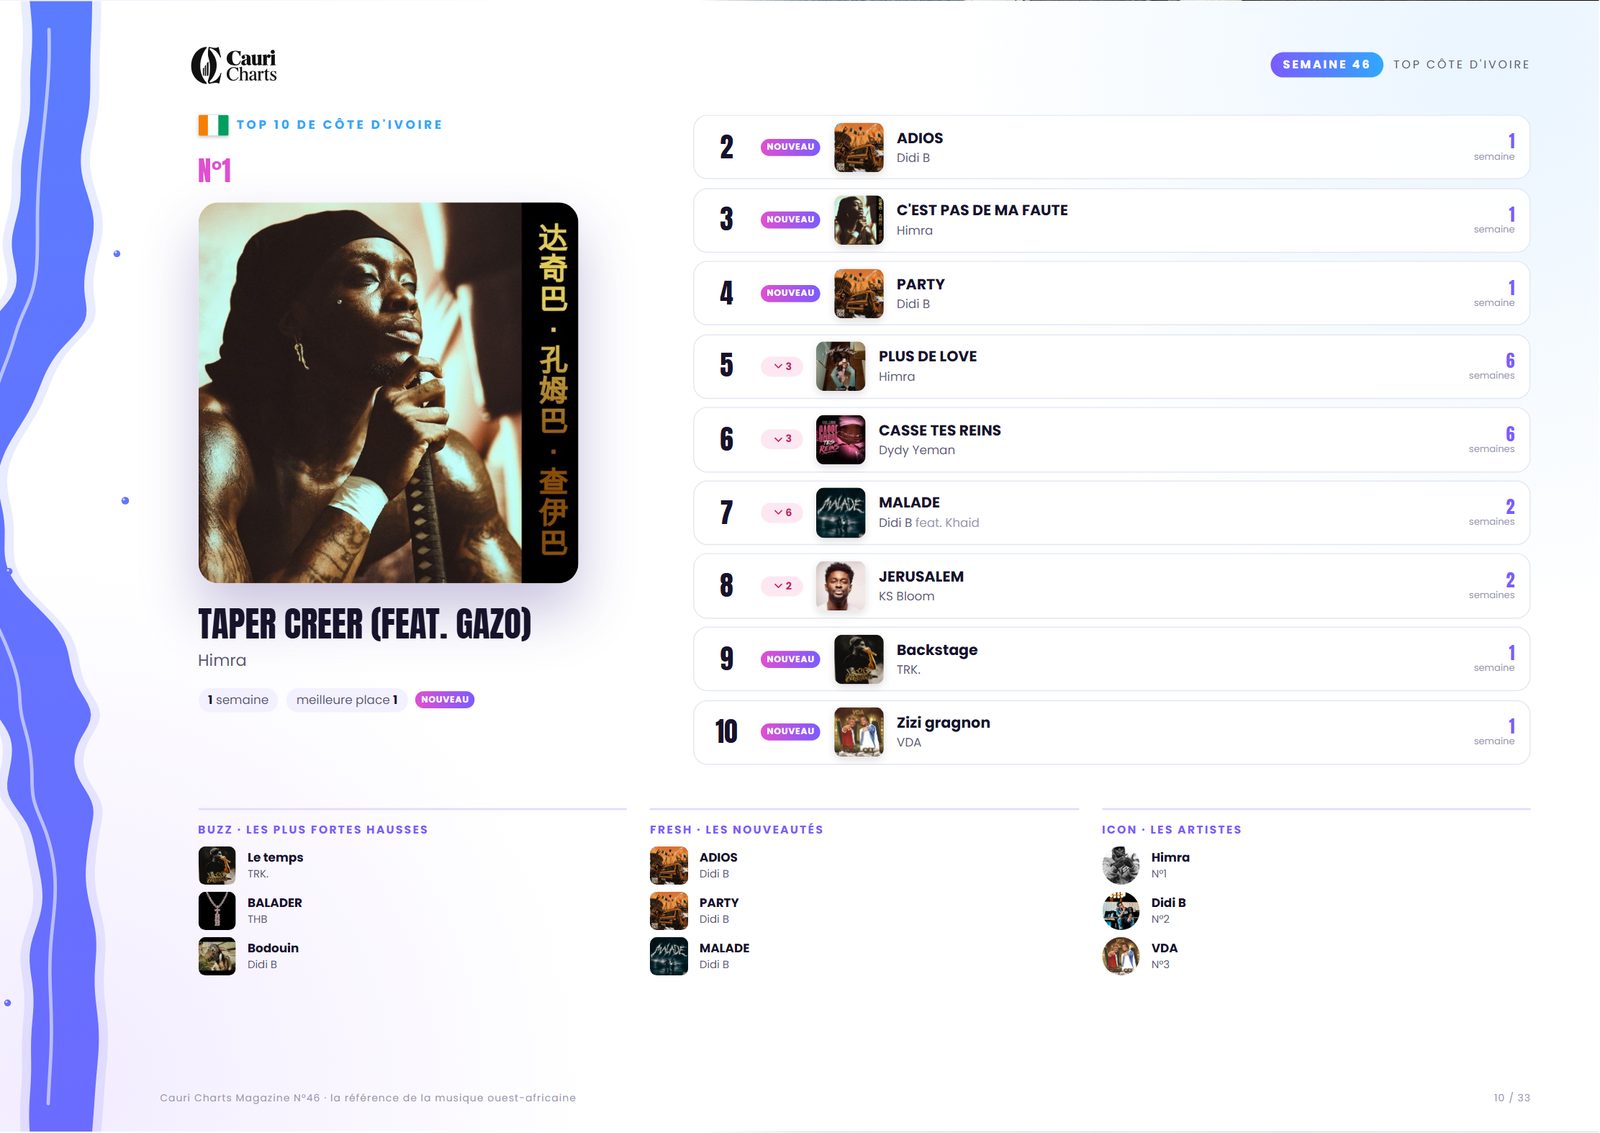 Cauri
Charts
SEMAINE 46
TOP CÔTE D'IVOIRE
TOP 10 DE CÔTE D'IVOIRE
N°1
达奇巴·孔姆巴·查伊巴
TAPER CREER (FEAT. GAZO)
Himra
1 semaine
meilleure place 1
NOUVEAU
2
NOUVEAU
ADIOS
Didi B
1
semaine
3
NOUVEAU
C'EST PAS DE MA FAUTE
Himra
1
semaine
4
NOUVEAU
PARTY
Didi B
1
semaine
5
3
PLUS DE LOVE
Himra
6
semaines
6
3
CASSE TES REINS
CASSE
TES
REINS
Dydy Yeman
6
semaines
7
6
MALADE
MALADE
Didi B feat. Khaid
2
semaines
8
2
JERUSALEM
KS Bloom
2
semaines
9
NOUVEAU
Backstage
TRK.
1
semaine
10
NOUVEAU
VDA
Zizi gragnon
VDA
1
semaine
BUZZ · LES PLUS FORTES HAUSSES
Le temps
TRK.
BALADER
THB
Bodouin
Didi B
FRESH · LES NOUVEAUTÉS
ADIOS
Didi B
PARTY
Didi B
MALADE
MALADE
Didi B
ICON · LES ARTISTES
Himra
N°1
Didi B
N°2
VDA
N°3
Cauri Charts Magazine N°46 · la référence de la musique ouest-africaine
10 / 33